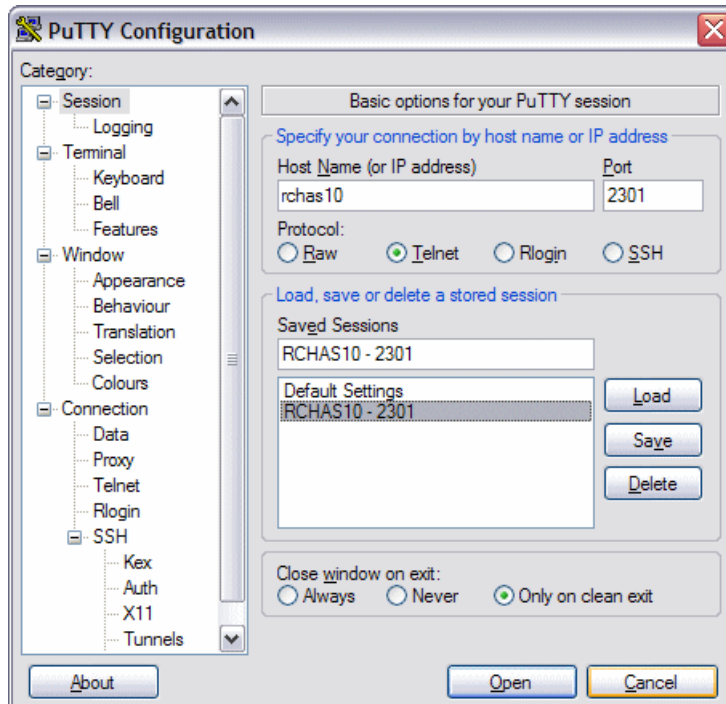 PuTTY Configuration
Category:
Session
Logging
Terminal
Keyboard
Bell
Features
Window
Appearance
Behaviour
Translation
Selection
Colours
Connection
Data
Proxy
Telnet
Rlogin
SSH
Kex
Auth
X11
Tunnels
Basic options for your PuTTY session
Specify your connection by host name or IP address
Host Name (or IP address) Port
rchas10 2301
Protocol:
Raw Telnet Rlogin SSH
Load, save or delete a stored session
Saved Sessions
RCHAS10 - 2301
Default Settings
RCHAS10 - 2301
Load
Save
Delete
Close window on exit:
Always Never Only on clean exit
About Open Cancel